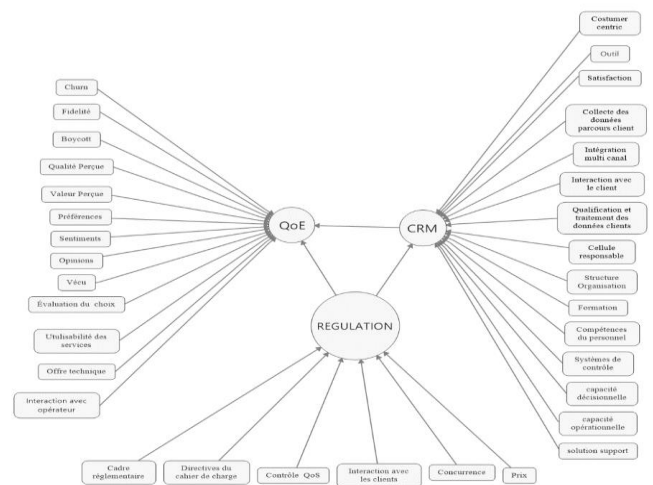 Churn
Fidelité
Boycott
Qualité Perçue
Valeur Perçue
Préférences
Sentiments
Opinions
Vécu
Évaluation du choix
Utulisabilité des
services
Offre technique
Interaction avec
opérateur
QoE
CRM
REGULATION
Costumer
centric
Outil
Satisfaction
Collecte des
données
parcours client
Intégration
multi canal
Interaction avec
le client
Qualification et
traitement des
données clients
Cellule
responsable
Structure
Organisation
Formation
Compétences
du personnel
Systèmes de
contrôle
capacité
décisionnelle
capacité
opérationnelle
solution support
Cadre
règlementaire
Directives du
cahier de charge
Contrôle QoS
Interaction avec
les clients
Concurrence
Prix